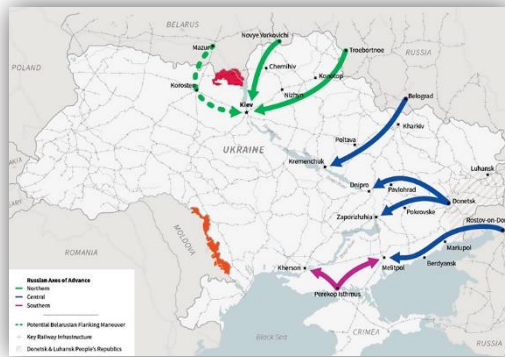 BELARUS
Novye Yarkovichi
Mazur
Troebortnoe
RUSSIA
POLAND
Chernihiv
Konotop
Korosten
Nizhyn
Kiev
Belograd
UKRAINE
Poltava
Kharkiv
Kremenchuk
Luhansk
Dnipro
Pavlohrad
Donetsk
Zaporizhzhia
Pokrovske
Rostov-on-Don
MOLDOVA
ROMANIA
Mariupol
Kherson
Melitpol
Berdyansk
Perekop Isthmus
Black Sea
CRIMEA
RUSSIA
Russian Axes of Advance
Northern
Central
Southern
Potential Belarusian Flanking Maneuver
Key Railway Infrastructure
Donetsk & Luhansk People's Republics